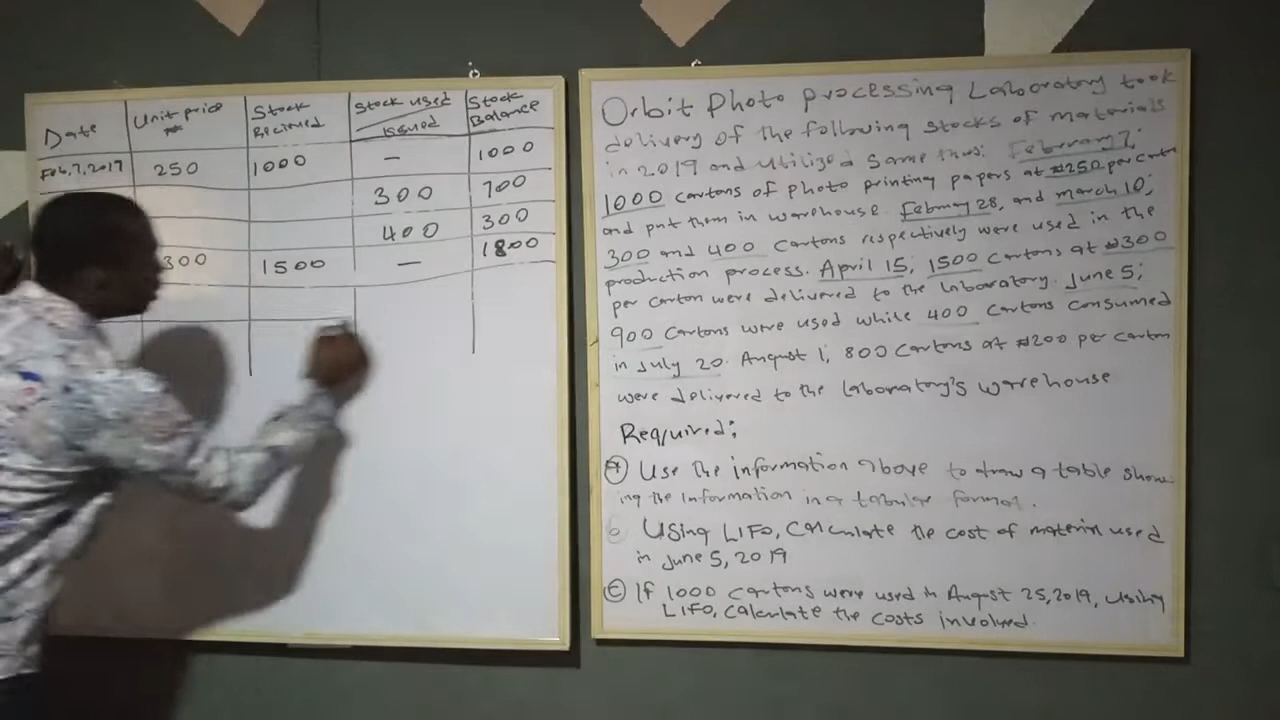 Date Unit price Stock Recieved Stock used Issued Stock Balance
Feb,7,2017 250 1000 — 1000
300 700
400 300
300 1500 — 1800
Orbit Photo processing Laboratory took
delivery of the following stocks of materials
in 2019 and utilized same thus: February 7;
1000 cartons of photo printing papers at ₦250 per carton
and put them in warehouse. February 28, and march 10;
300 and 400 cartons respectively were used in the
production process. April 15, 1500 cartons at ₦300
per carton were delivered to the laboratory. June 5;
900 cartons were used while 400 cartons consumed
in July 20. August 1; 800 cartons at ₦200 per carton
were delivered to the laboratory's warehouse
Required;
(A) Use the information above to draw a table show-
ing the information in a tabular format.
b Using LIFO, calculate the cost of material used
in June 5, 2019
(C) If 1000 cartons were used in August 25, 2019, using
LIFO, calculate the costs involved.